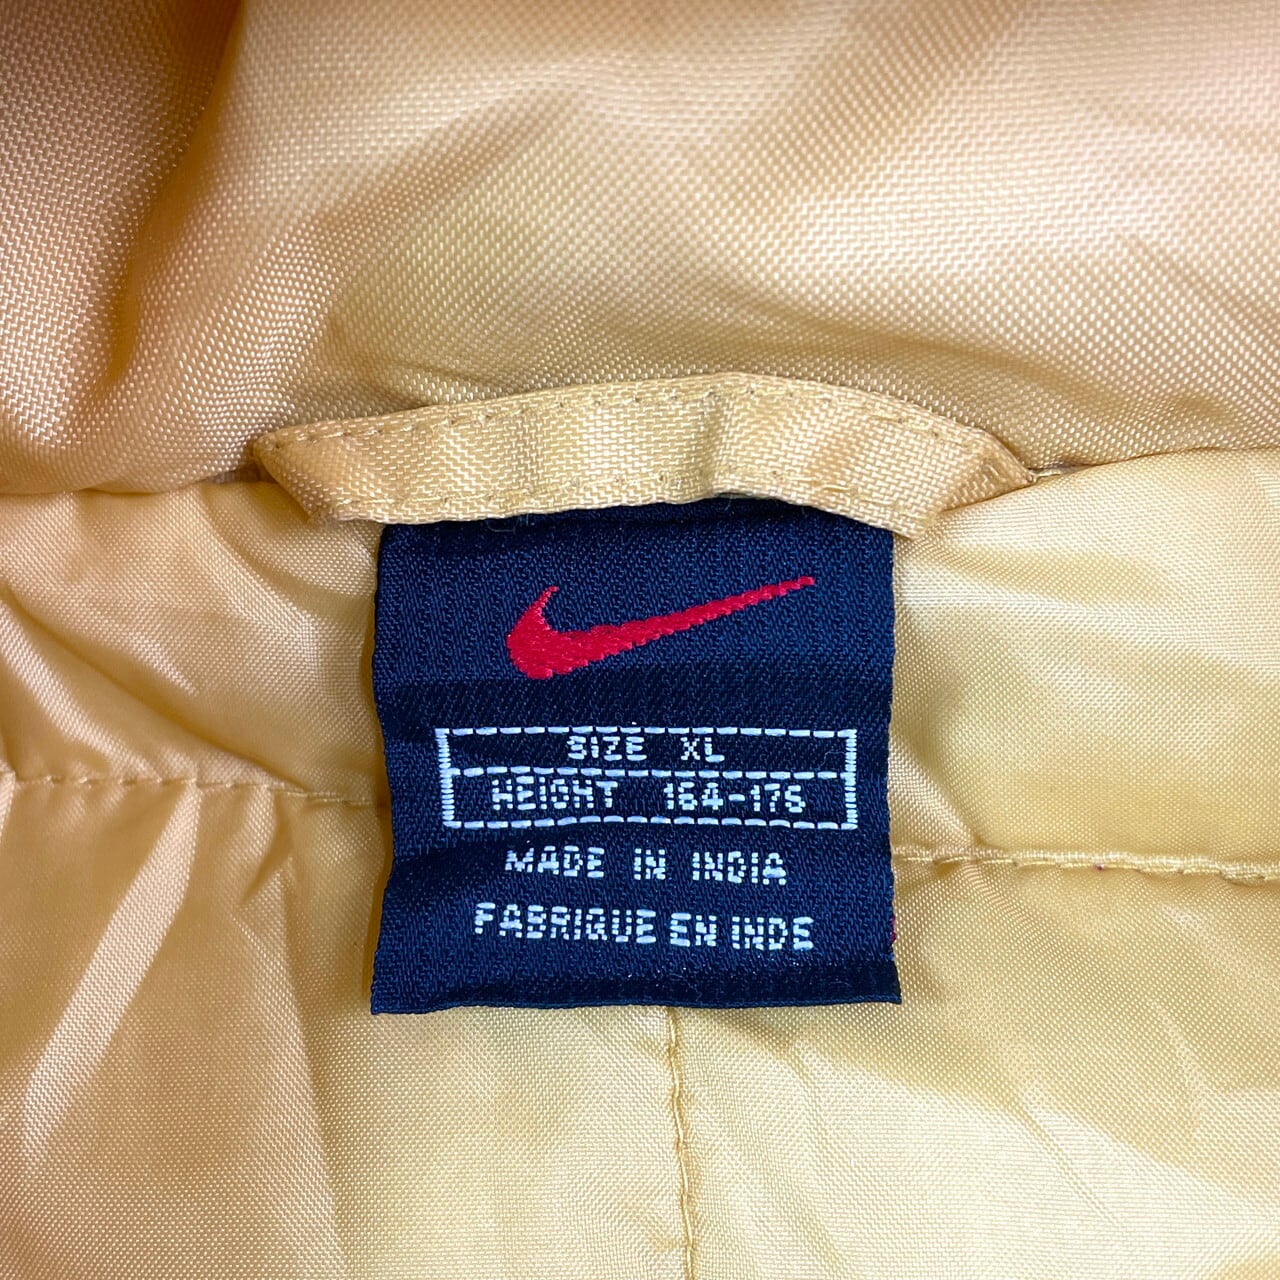 SIZE XL
HEIGHT 164-176
MADE IN INDIA
FABRIQUE EN INDE